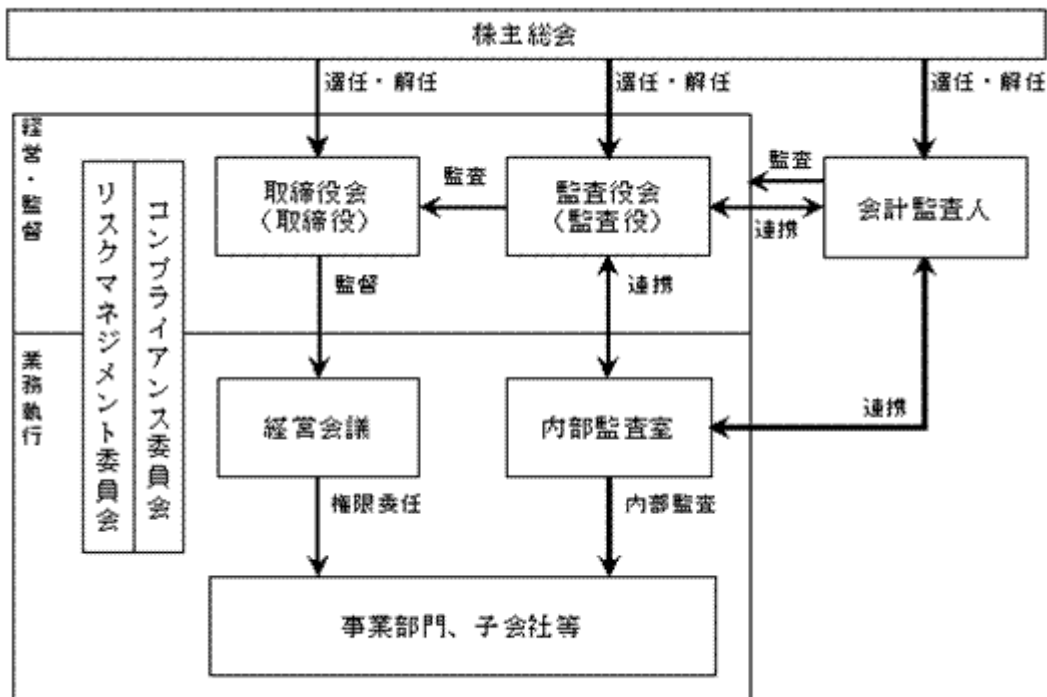 株主総会
選任・解任
選任・解任
選任・解任
経営・監督
リスクマネジメント委員会
コンプライアンス委員会
取締役会
（取締役）
監査
監査役会
（監査役）
監査
連携
会計監査人
監督
連携
業務執行
経営会議
内部監査室
連携
権限委任
内部監査
事業部門、子会社等